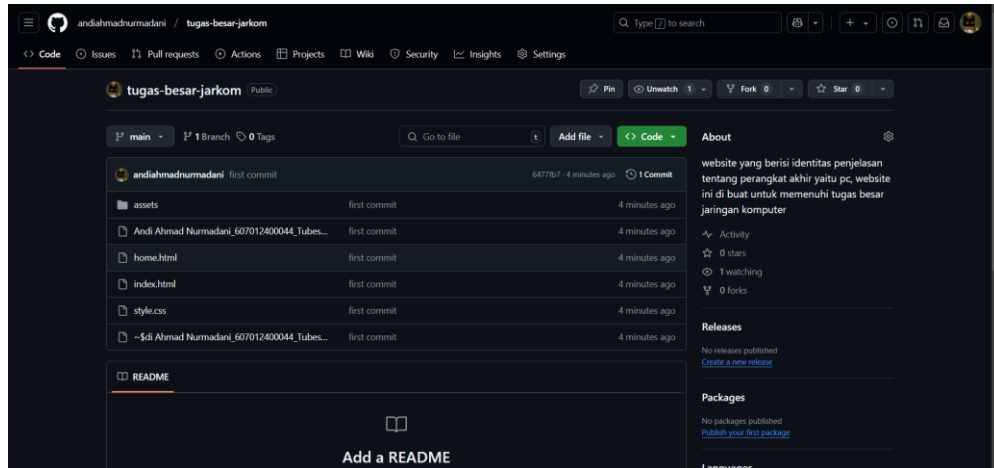 andiahmadnurmadani / tugas-besar-jarkom
Type / to search
Code Issues Pull requests Actions Projects Wiki Security Insights Settings
tugas-besar-jarkom Public
Pin Unwatch 1 Fork 0 Star 0
main 1 Branch 0 Tags
Go to file t Add file Code
andiahmadnurmadani first commit 6477fb7 · 4 minutes ago 1 Commit
assets first commit 4 minutes ago
Andi Ahmad Nurmadani_607012400044_Tubes... first commit 4 minutes ago
home.html first commit 4 minutes ago
index.html first commit 4 minutes ago
style.css first commit 4 minutes ago
~$di Ahmad Nurmadani_607012400044_Tubes... first commit 4 minutes ago
README
Add a README
About
website yang berisi identitas penjelasan
tentang perangkat akhir yaitu pc, website
ini di buat untuk memenuhi tugas besar
jaringan komputer
Activity
0 stars
1 watching
0 forks
Releases
No releases published
Create a new release
Packages
No packages published
Publish your first package
Languages